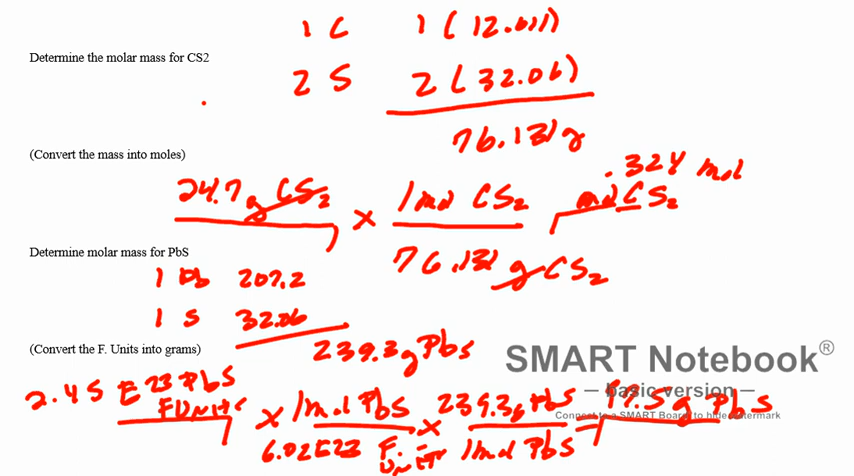 1 C 1 (12.011)
Determine the molar mass for CS2
2 S 2 (32.06)
76.131 g
(Convert the mass into moles)
.324 mol
24.7 g CS2 × 1 mol CS2 mol CS2
76.131 g CS2
Determine molar mass for PbS
1 Pb 207.2
1 S 32.06
239.3 g PbS
(Convert the F. Units into grams)
SMART Notebook®
— basic version —
Connect to a SMART Board to hide watermark
2.45 E23 PbS
F UNITS × 1 mol PbS × 239.3 g PbS = 97.5 g PbS
6.02E23 F. UNIT 1 mol PbS